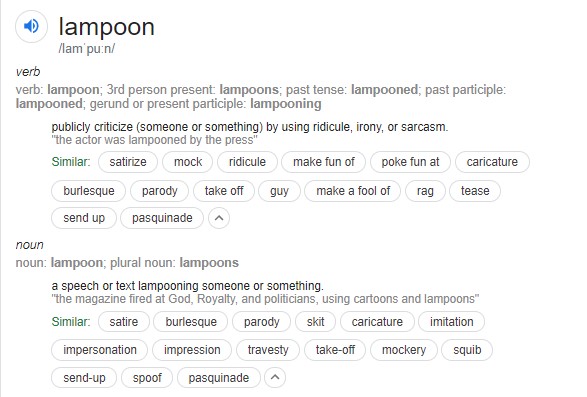 lampoon
/lamˈpuːn/
verb
verb: lampoon; 3rd person present: lampoons; past tense: lampooned; past participle:
lampooned; gerund or present participle: lampooning
publicly criticize (someone or something) by using ridicule, irony, or sarcasm.
"the actor was lampooned by the press"
Similar: satirize mock ridicule make fun of poke fun at caricature
burlesque parody take off guy make a fool of rag tease
send up pasquinade
noun
noun: lampoon; plural noun: lampoons
a speech or text lampooning someone or something.
"the magazine fired at God, Royalty, and politicians, using cartoons and lampoons"
Similar: satire burlesque parody skit caricature imitation
impersonation impression travesty take-off mockery squib
send-up spoof pasquinade